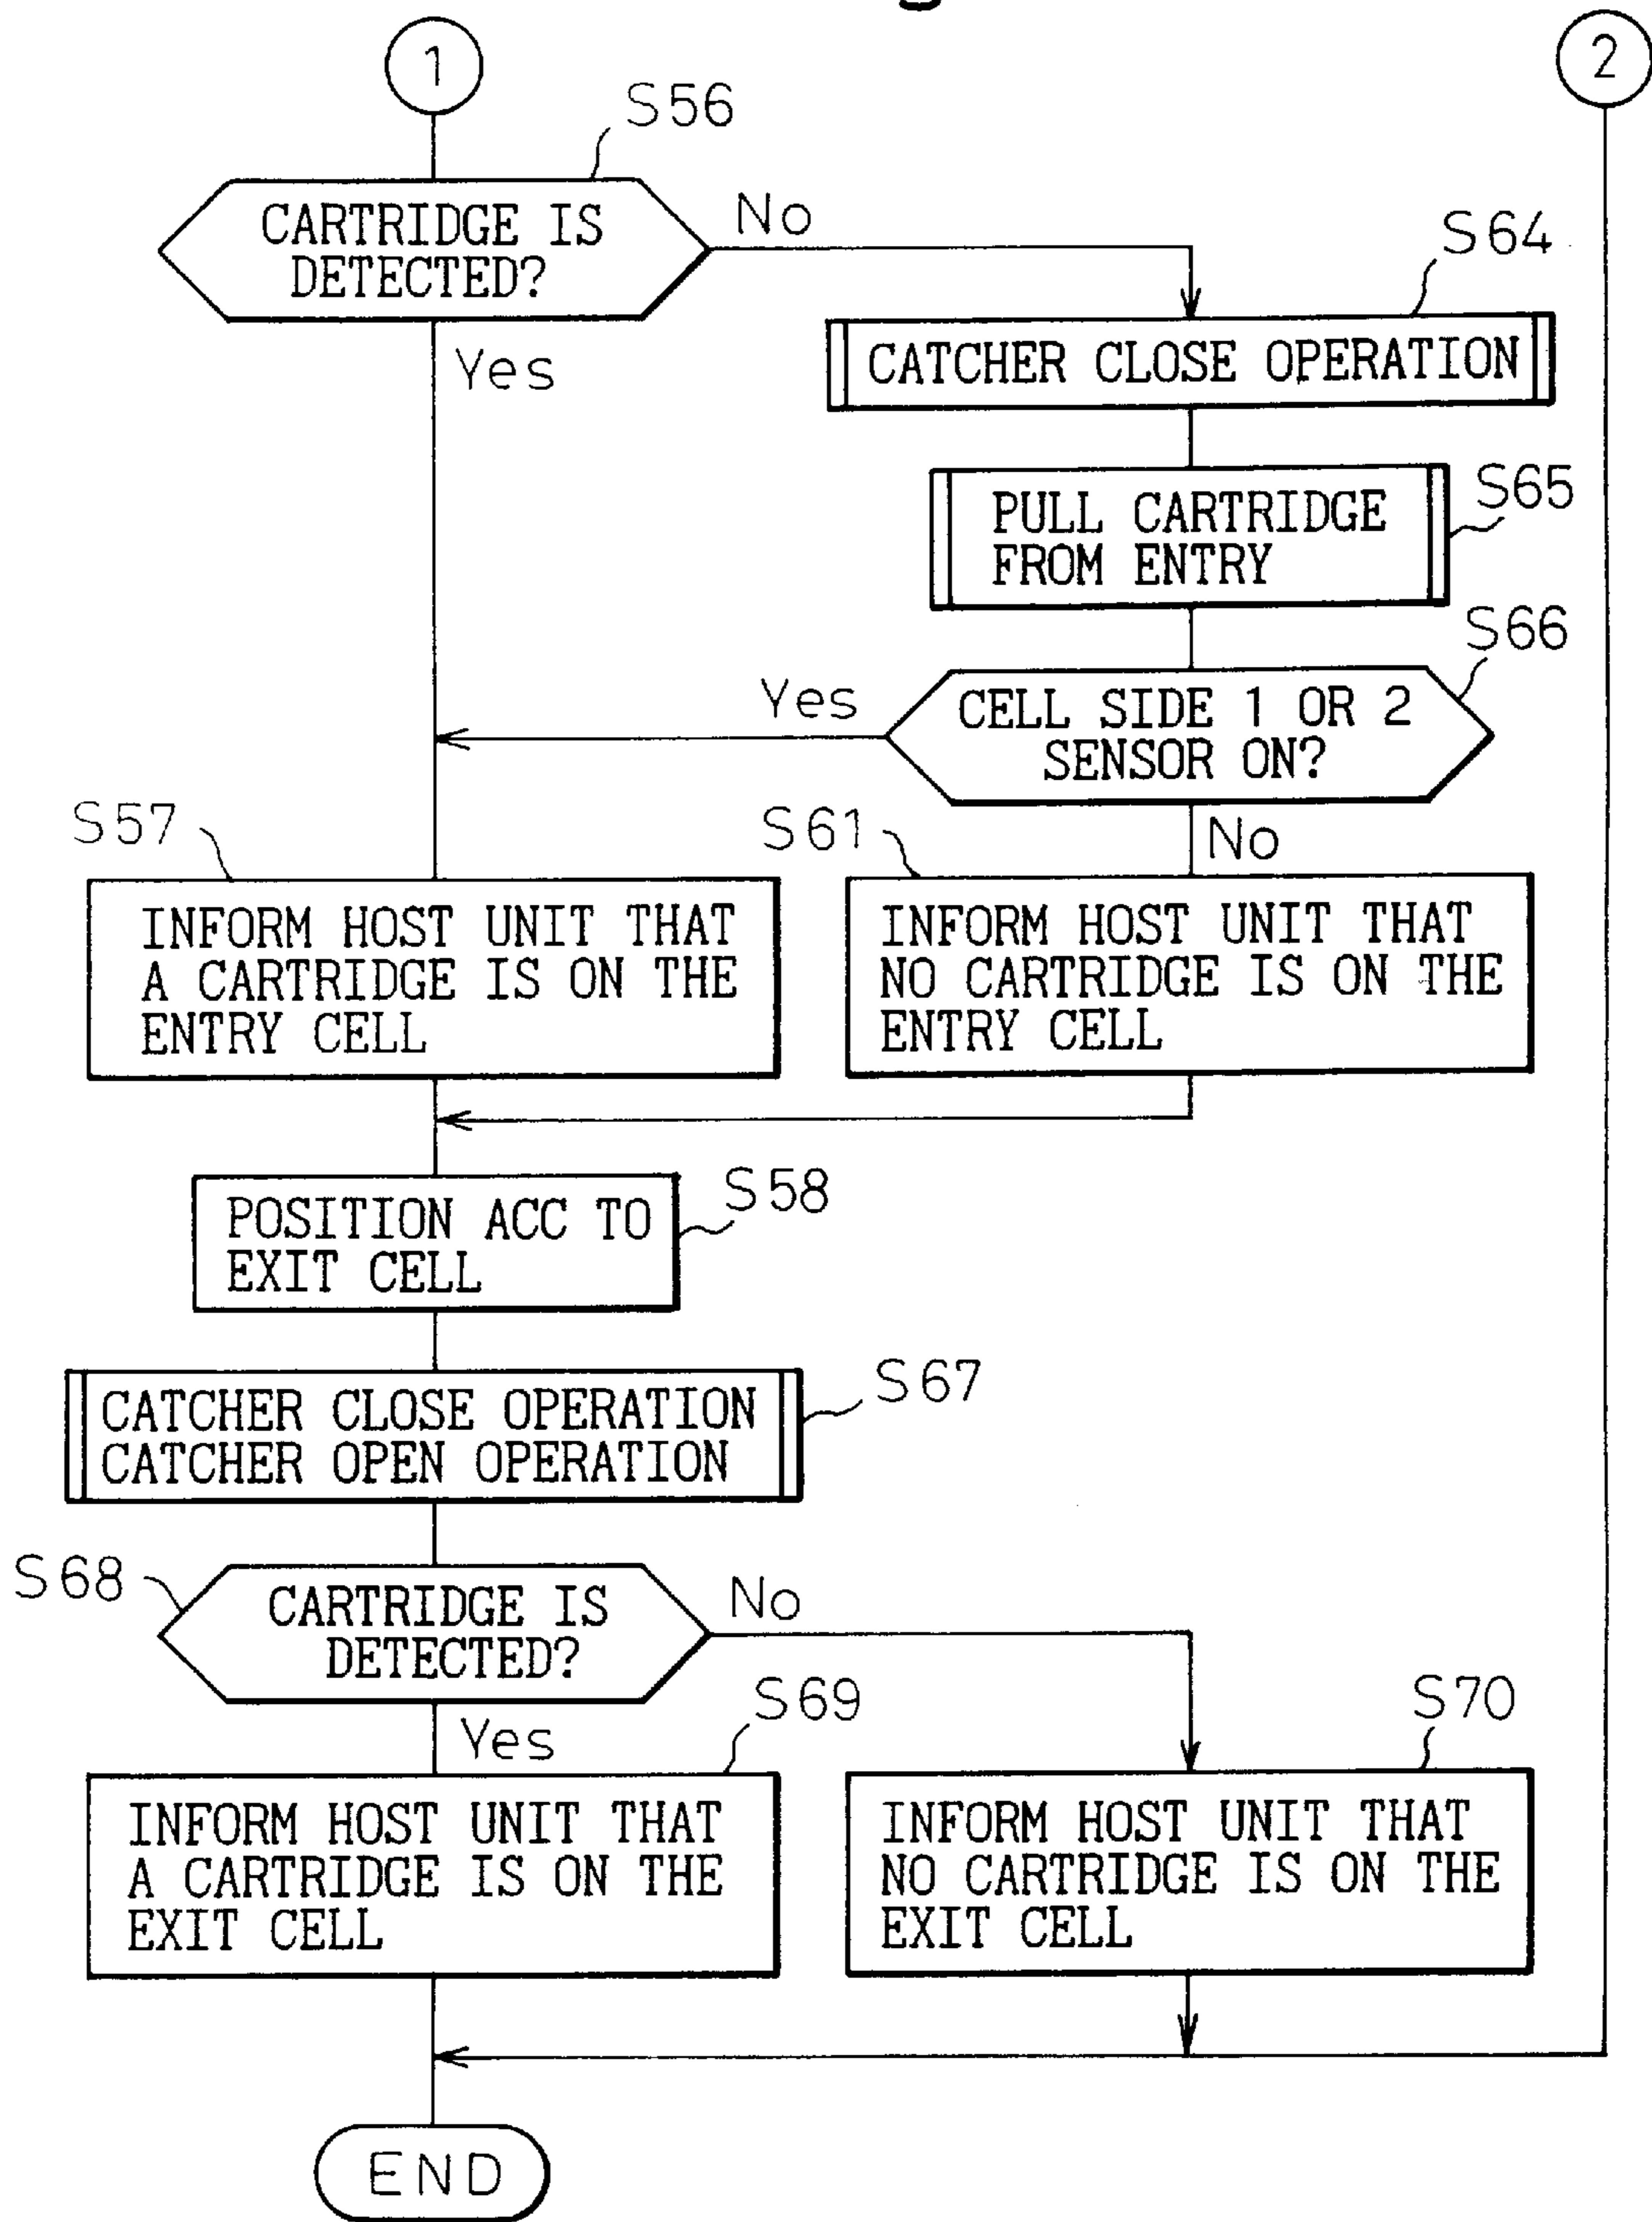 1
2
S56
CARTRIDGE IS
DETECTED?
No
S64
Yes
CATCHER CLOSE OPERATION
PULL CARTRIDGE
FROM ENTRY
S65
S66
Yes
CELL SIDE 1 OR 2
SENSOR ON?
S57
S61
No
INFORM HOST UNIT THAT
A CARTRIDGE IS ON THE
ENTRY CELL
INFORM HOST UNIT THAT
NO CARTRIDGE IS ON THE
ENTRY CELL
POSITION ACC TO
EXIT CELL
S58
CATCHER CLOSE OPERATION
CATCHER OPEN OPERATION
S67
S68
CARTRIDGE IS
DETECTED?
No
Yes
S69
S70
INFORM HOST UNIT THAT
A CARTRIDGE IS ON THE
EXIT CELL
INFORM HOST UNIT THAT
NO CARTRIDGE IS ON THE
EXIT CELL
END